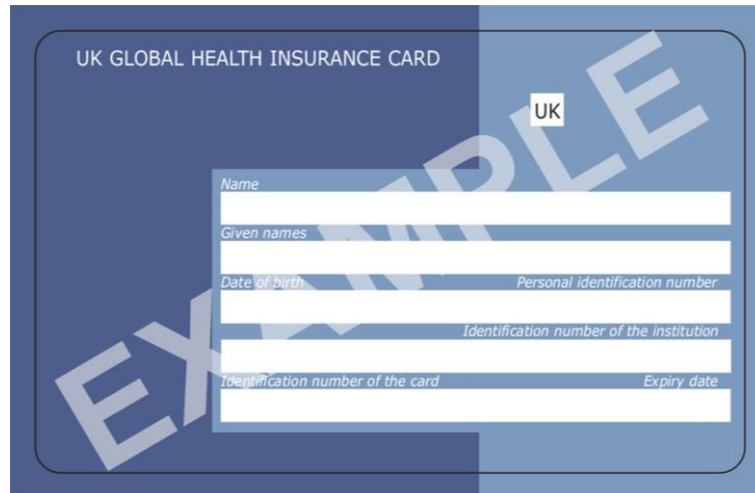 UK GLOBAL HEALTH INSURANCE CARD
UK
EXAMPLE
Name
Given names
Date of birth Personal identification number
Identification number of the institution
Identification number of the card Expiry date